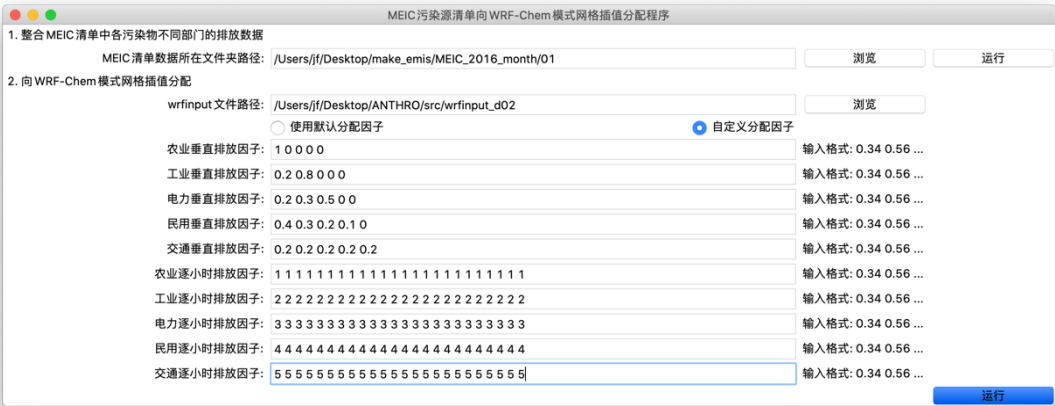 MEIC污染源清单向WRF-Chem模式网格插值分配程序
1. 整合MEIC清单中各污染物不同部门的排放数据
MEIC清单数据所在文件夹路径: /Users/jf/Desktop/make_emis/MEIC_2016_month/01 浏览 运行
2. 向WRF-Chem模式网格插值分配
wrfinput文件路径: /Users/jf/Desktop/ANTHRO/src/wrfinput_d02 浏览
使用默认分配因子 自定义分配因子
农业垂直排放因子: 1 0 0 0 0 输入格式: 0.34 0.56 ...
工业垂直排放因子: 0.2 0.8 0 0 0 输入格式: 0.34 0.56 ...
电力垂直排放因子: 0.2 0.3 0.5 0 0 输入格式: 0.34 0.56 ...
民用垂直排放因子: 0.4 0.3 0.2 0.1 0 输入格式: 0.34 0.56 ...
交通垂直排放因子: 0.2 0.2 0.2 0.2 0.2 输入格式: 0.34 0.56 ...
农业逐小时排放因子: 1 1 1 1 1 1 1 1 1 1 1 1 1 1 1 1 1 1 1 1 1 1 1 1 输入格式: 0.34 0.56 ...
工业逐小时排放因子: 2 2 2 2 2 2 2 2 2 2 2 2 2 2 2 2 2 2 2 2 2 2 2 2 输入格式: 0.34 0.56 ...
电力逐小时排放因子: 3 3 3 3 3 3 3 3 3 3 3 3 3 3 3 3 3 3 3 3 3 3 3 3 输入格式: 0.34 0.56 ...
民用逐小时排放因子: 4 4 4 4 4 4 4 4 4 4 4 4 4 4 4 4 4 4 4 4 4 4 4 4 输入格式: 0.34 0.56 ...
交通逐小时排放因子: 5 5 5 5 5 5 5 5 5 5 5 5 5 5 5 5 5 5 5 5 5 5 5 5 输入格式: 0.34 0.56 ...
运行